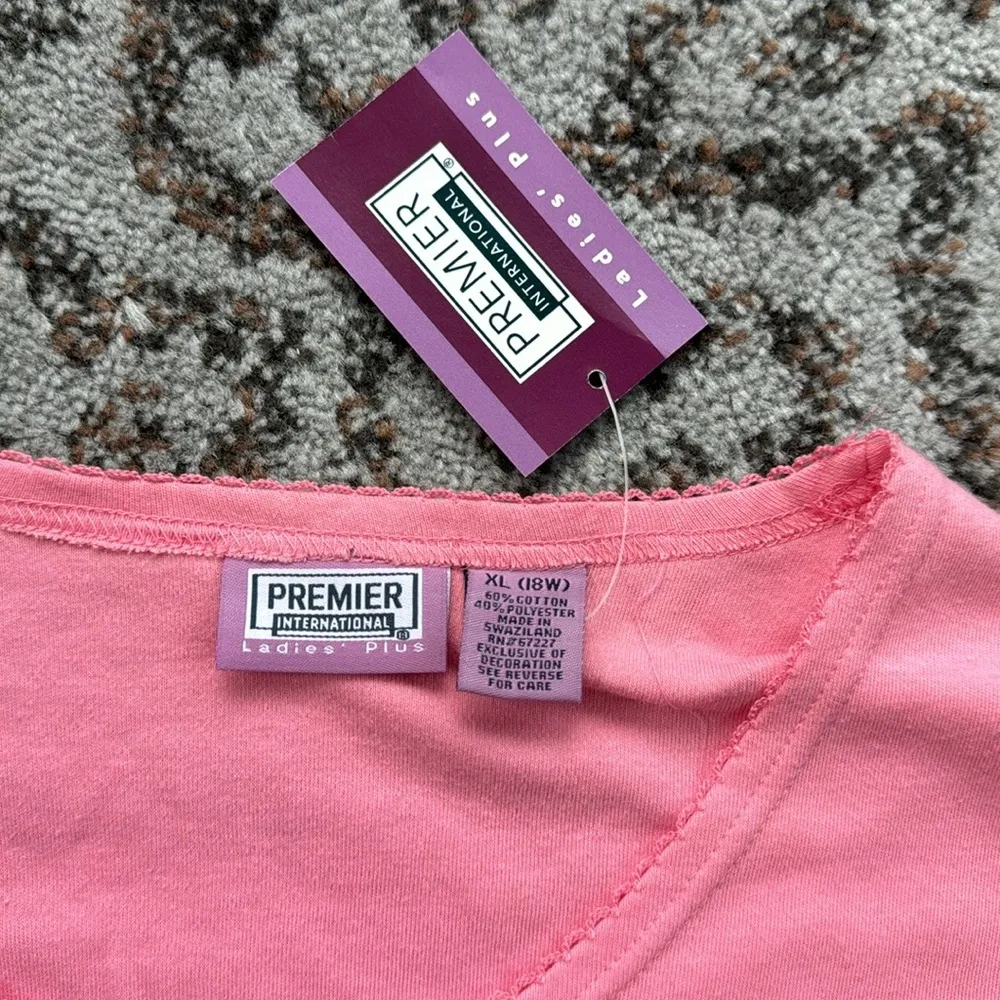 Ladies' Plus
PREMIER
INTERNATIONAL
®
PREMIER
INTERNATIONAL ®
Ladies' Plus
XL (18W)
60% COTTON
40% POLYESTER
MADE IN
SWAZILAND
RN#67227
EXCLUSIVE OF
DECORATION
SEE REVERSE
FOR CARE